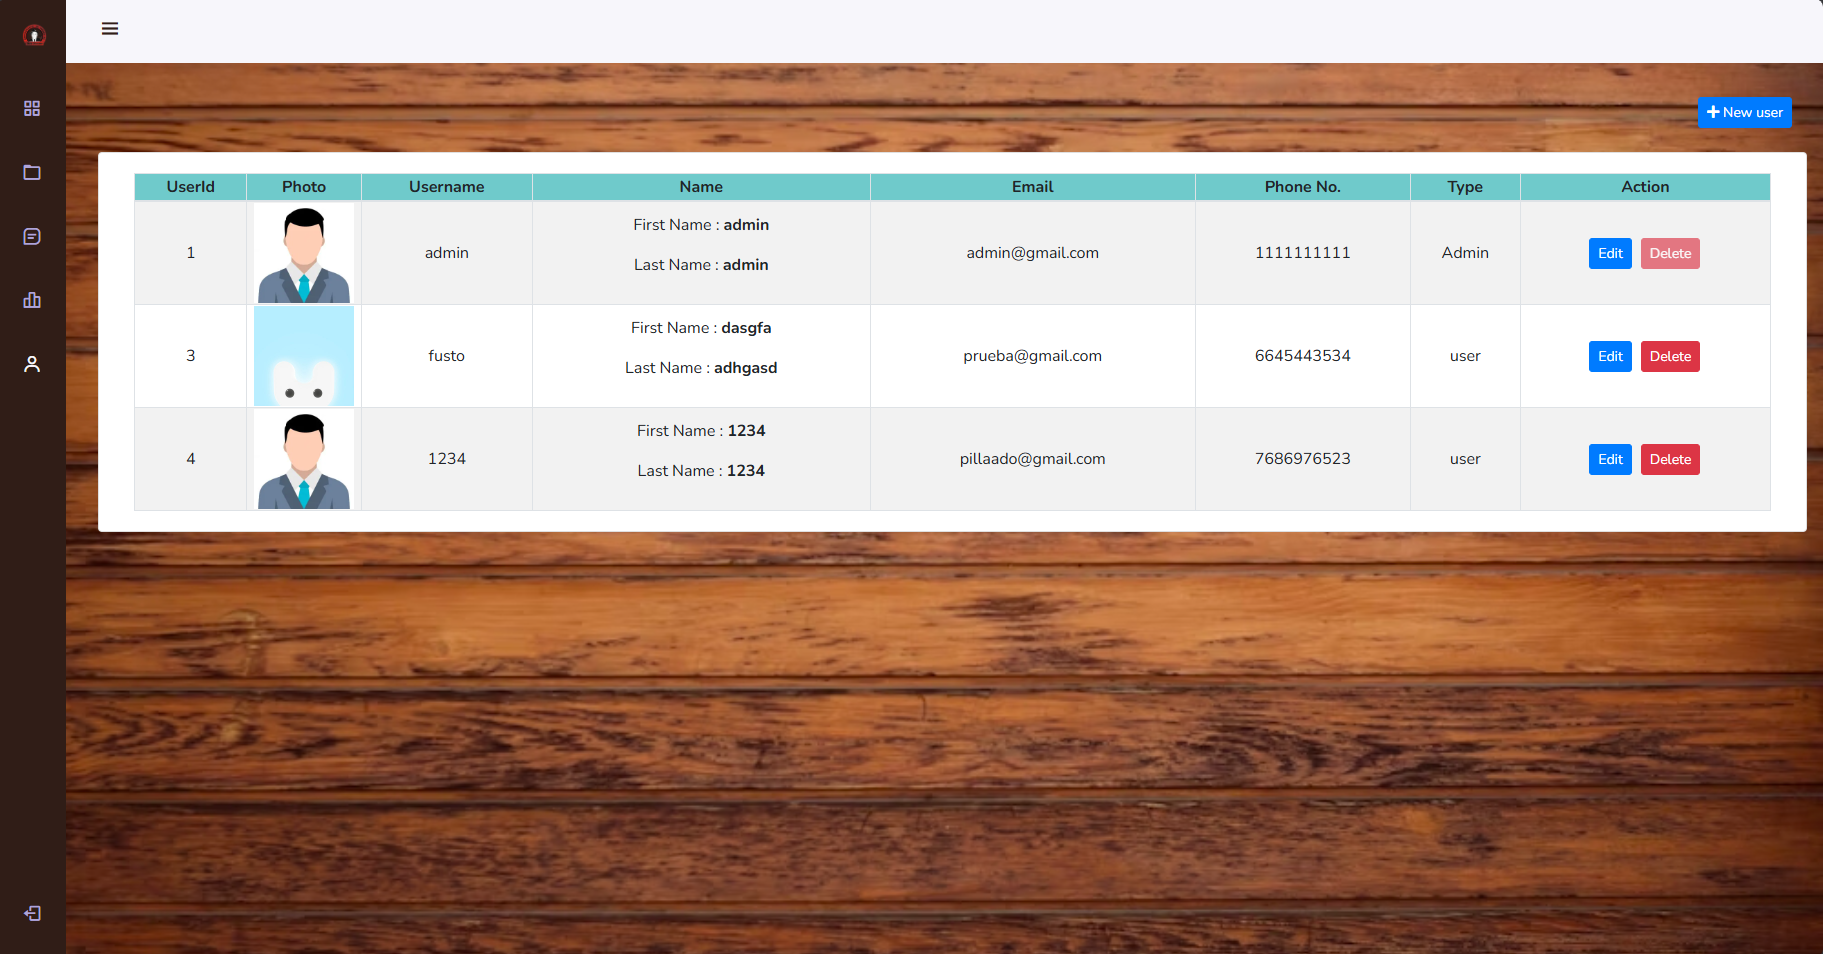 New user
UserId Photo Username Name Email Phone No. Type Action
1 admin First Name : admin admin@gmail.com 1111111111 Admin Edit Delete
Last Name : admin
3 fusto First Name : dasgfa prueba@gmail.com 6645443534 user Edit Delete
Last Name : adhgasd
4 1234 First Name : 1234 pillaado@gmail.com 7686976523 user Edit Delete
Last Name : 1234